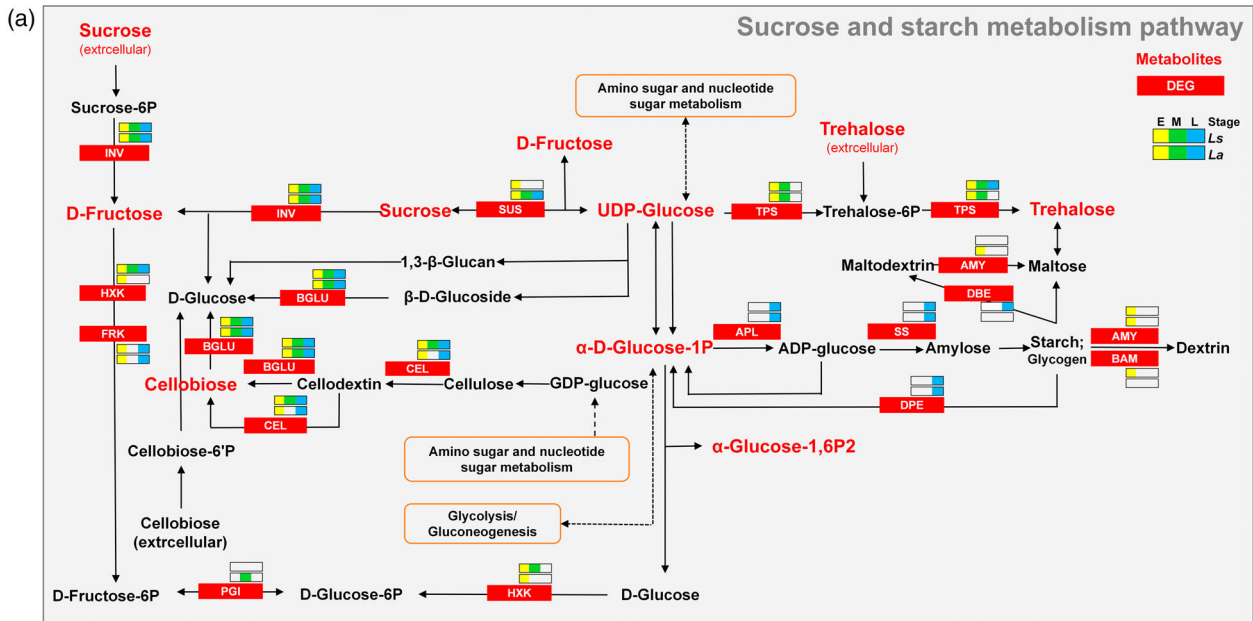 (a)
Sucrose and starch metabolism pathway
Sucrose
(extrcellular)
Metabolites
DEG
Amino sugar and nucleotide
sugar metabolism
Sucrose-6P
E M L Stage
Ls
La
Trehalose
(extrcellular)
D-Fructose
INV
D-Fructose
INV
Sucrose
SUS
UDP-Glucose
TPS
Trehalose-6P
TPS
Trehalose
1,3-β-Glucan
Maltodextrin
AMY
Maltose
HXK
D-Glucose
BGLU
β-D-Glucoside
DBE
FRK
BGLU
BGLU
CEL
α-D-Glucose-1P
APL
ADP-glucose
SS
Amylose
Starch;
Glycogen
AMY
BAM
Dextrin
Cellobiose
Cellodextrin
Cellulose
GDP-glucose
DPE
CEL
Cellobiose-6'P
Amino sugar and nucleotide
sugar metabolism
α-Glucose-1,6P2
Cellobiose
(extrcellular)
Glycolysis/
Gluconeogenesis
D-Fructose-6P
PGI
D-Glucose-6P
HXK
D-Glucose